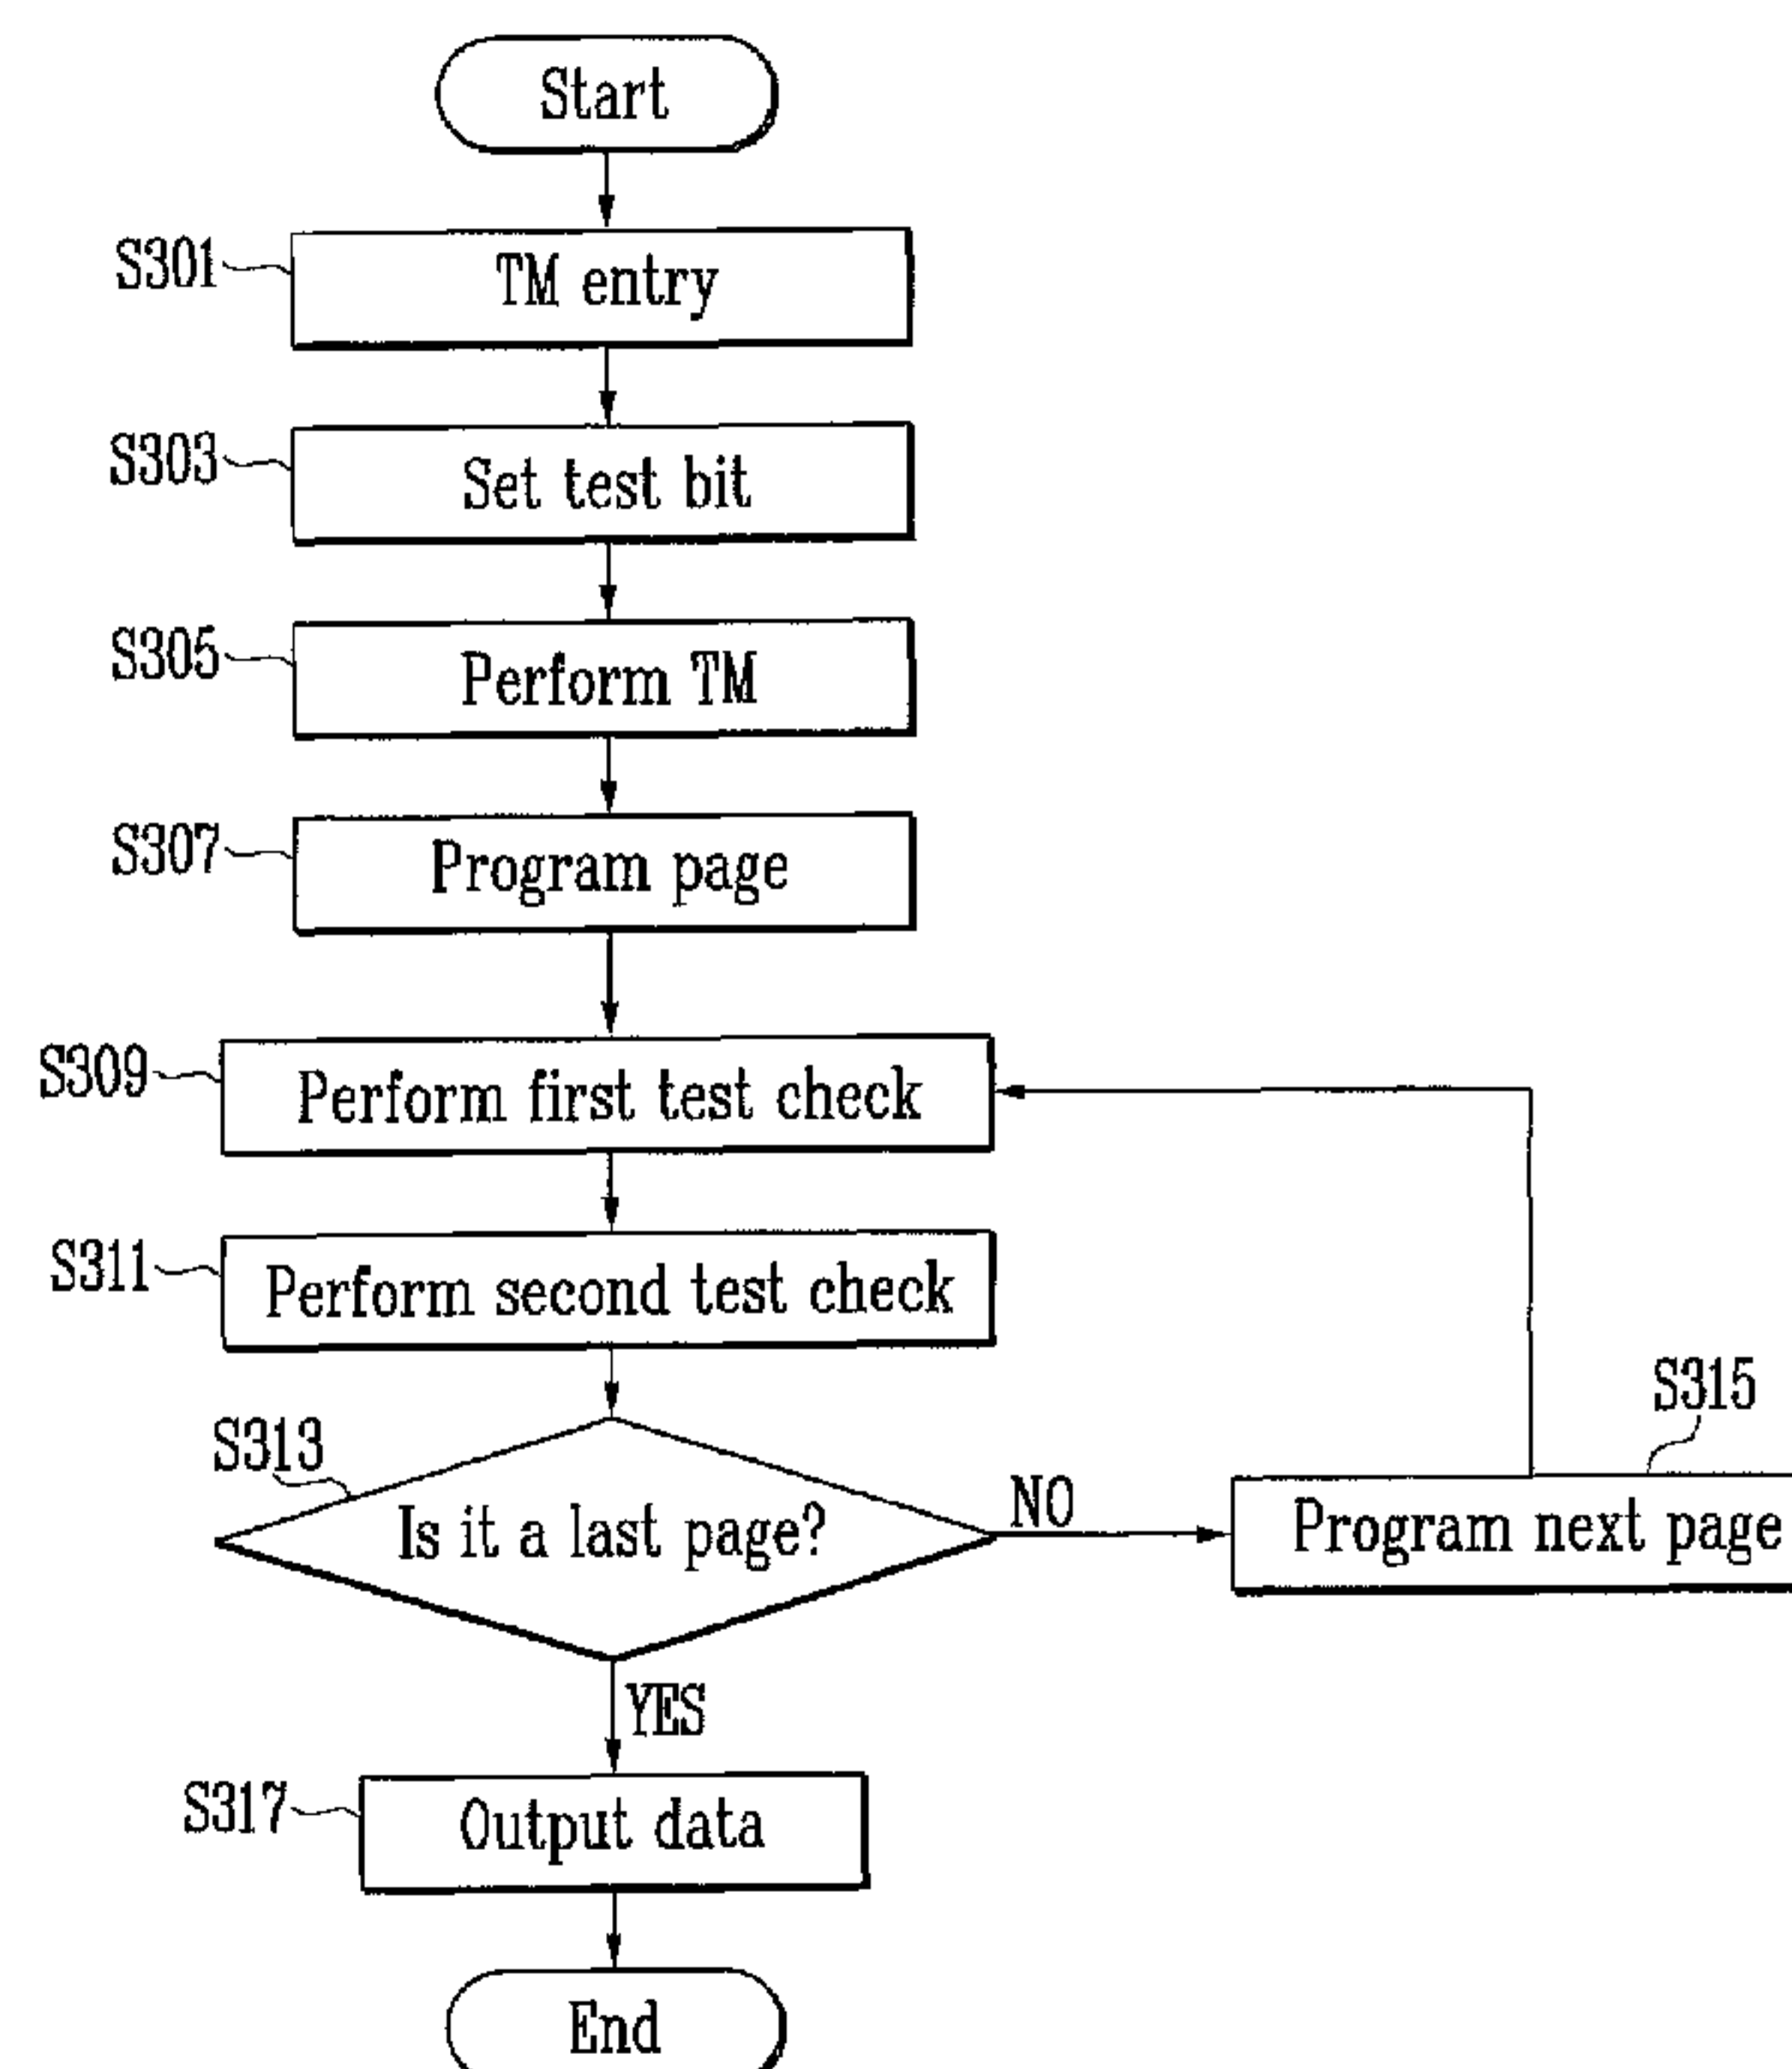 Start
S301
TM entry
S303
Set test bit
S305
Perform TM
S307
Program page
S309
Perform first test check
S311
Perform second test check
S313
Is it a last page?
NO
S315
Program next page
YES
S317
Output data
End